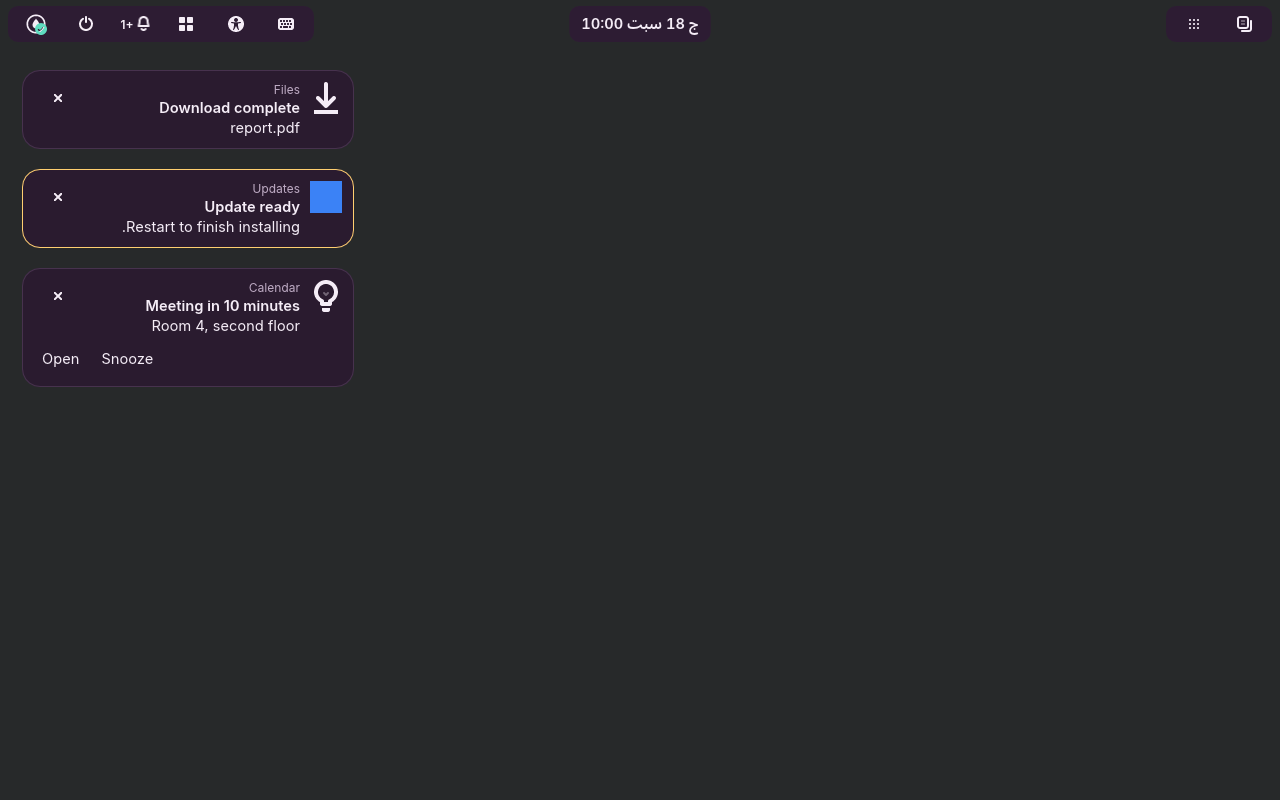 1+
ج 18 سبت 10:00
Files
Download complete
report.pdf
Updates
Update ready
.Restart to finish installing
Calendar
Meeting in 10 minutes
Room 4, second floor
Open Snooze